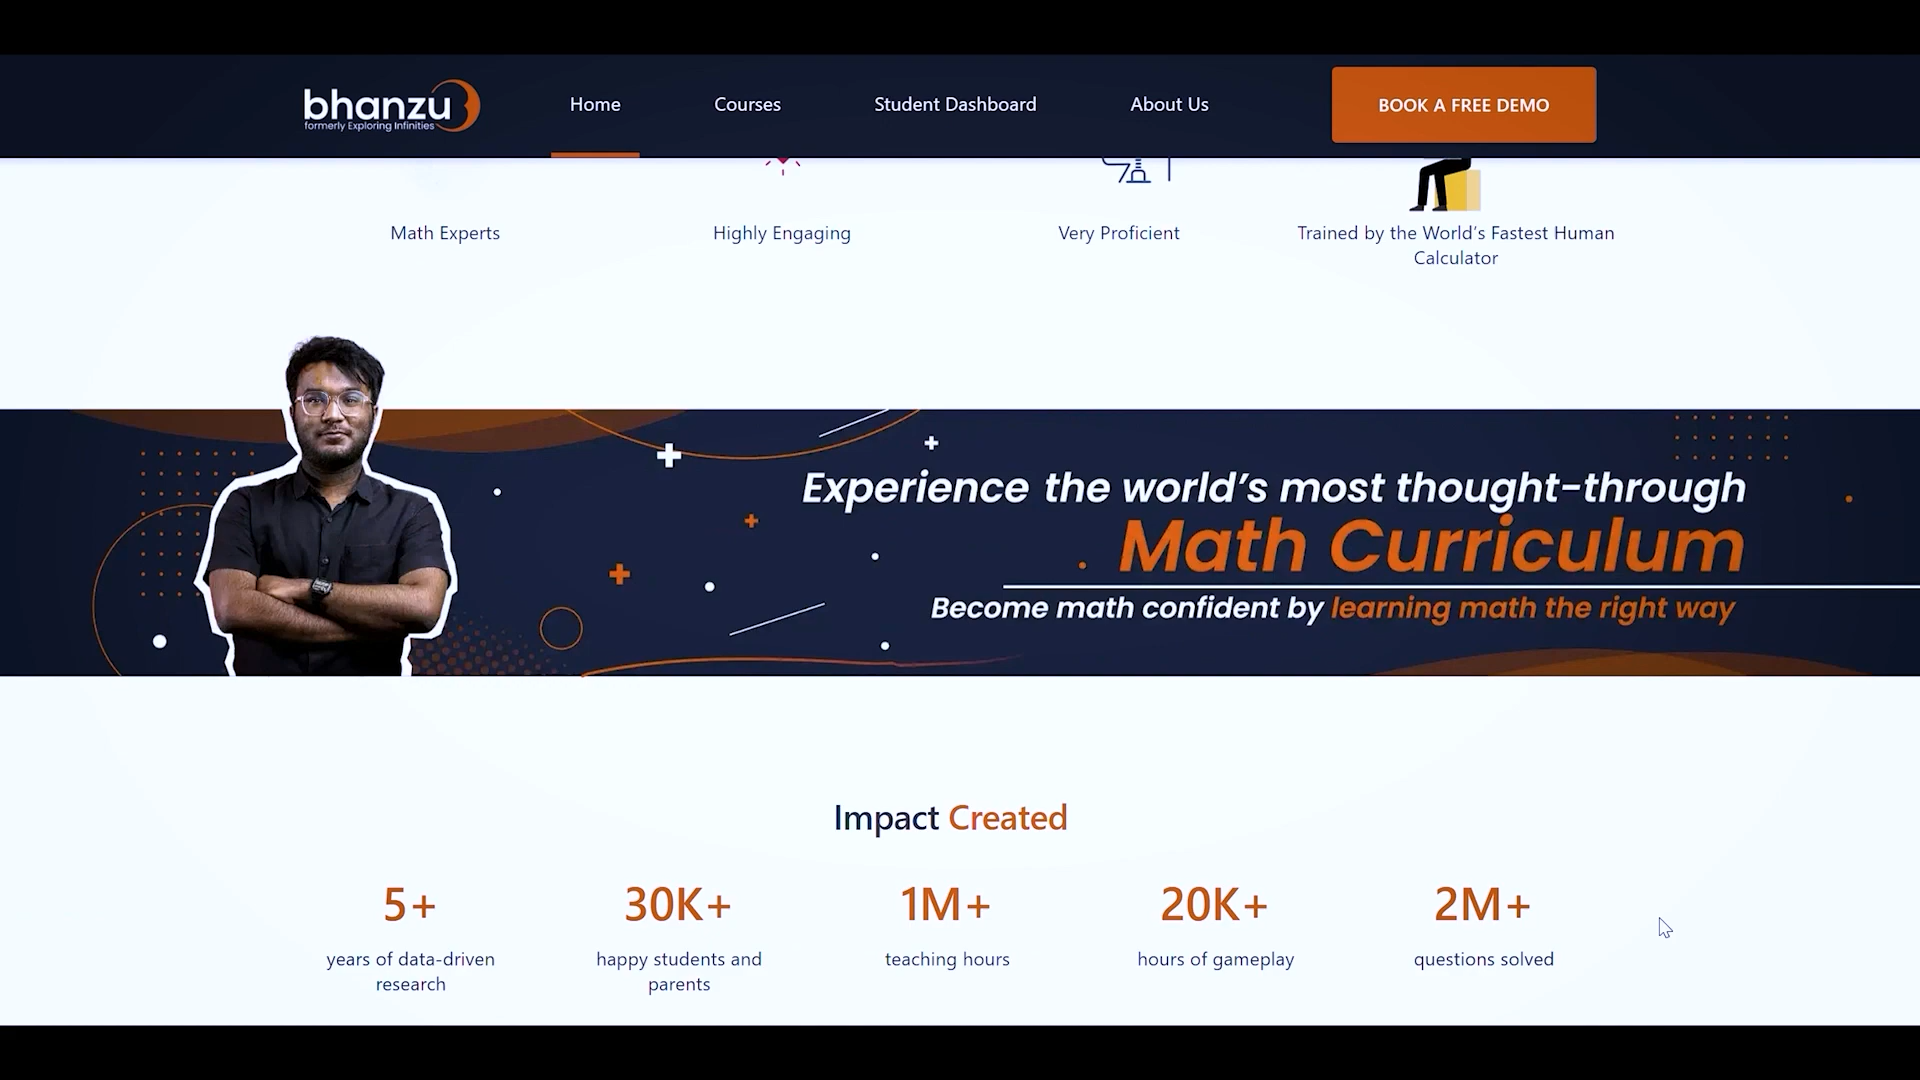 bhanzu
formerly Exploring Infinities
Home
Courses
Student Dashboard
About Us
BOOK A FREE DEMO
Math Experts
Highly Engaging
Very Proficient
Trained by the World's Fastest Human
Calculator
Experience the world's most thought-through
Math Curriculum
Become math confident by learning math the right way
Impact Created
5+
years of data-driven
research
30K+
happy students and
parents
1M+
teaching hours
20K+
hours of gameplay
2M+
questions solved